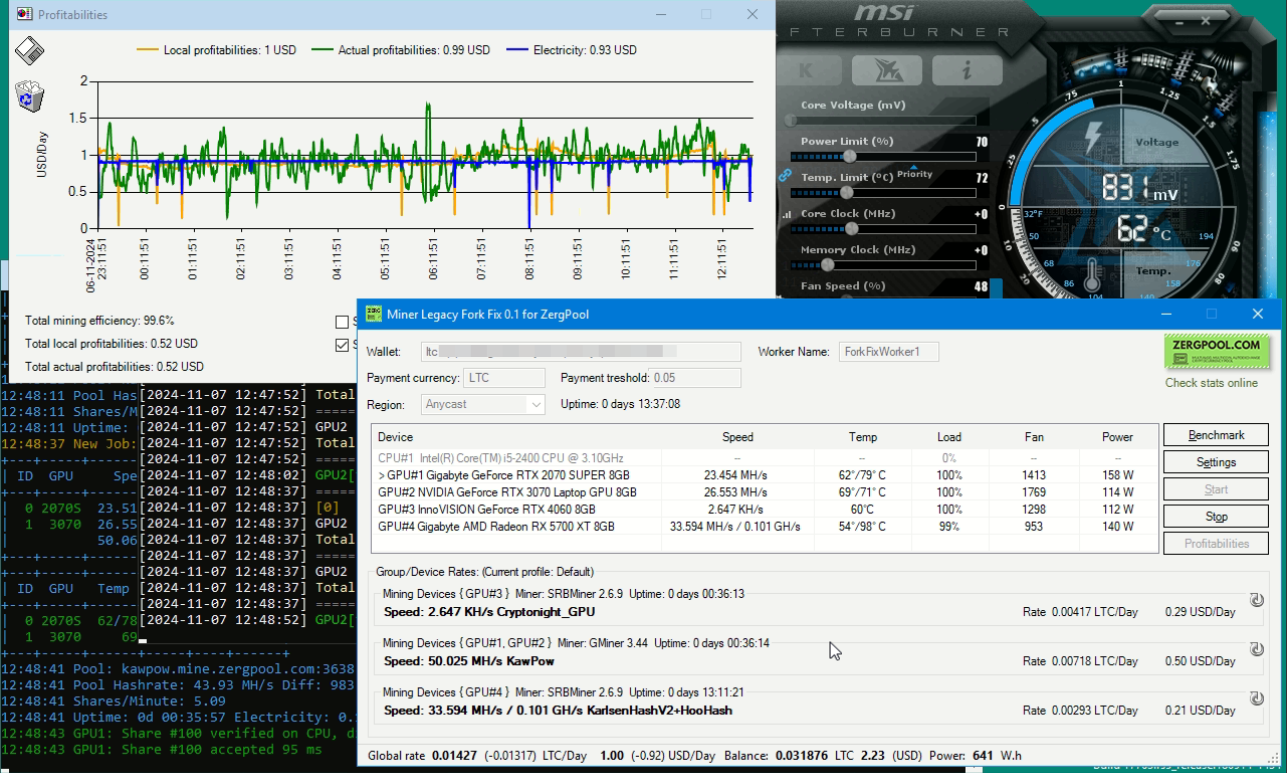 Profitabilities
Local profitabilities: 1 USD
Actual profitabilities: 0.99 USD
Electricity: 0.93 USD
USD/Day
2
1.5
1
0.5
0
06-11-2024
23:11:51
00:11:51
01:11:51
02:11:51
03:11:51
04:11:51
05:11:51
06:11:51
07:11:51
08:11:51
09:11:51
10:11:51
11:11:51
12:11:51
Total mining efficiency: 99.6%
Total local profitabilities: 0.52 USD
Total actual profitabilities: 0.52 USD
msi
AFTERBURNER
K
i
Core Voltage (mV)
Power Limit (%) 70
Temp. Limit (°C) Priority 72
Core Clock (MHz) +0
Memory Clock (MHz) +0
Fan Speed (%) 48
.25
.5
.75
1
1.25
1.5
1.75
Voltage
831 mV
62 °C
Temp.
32°F
50
68
86
104
140
158
176
194
0
10
20
80
90
Miner Legacy Fork Fix 0.1 for ZergPool
Wallet: ltc
Worker Name: ForkFixWorker1
ZERGPOOL.COM
Check stats online
Payment currency: LTC
Payment treshold: 0.05
Region: Anycast
Uptime: 0 days 13:37:08
Device Speed Temp Load Fan Power
CPU#1 Intel(R) Core(TM) i5-2400 CPU @ 3.10GHz -- -- 0% -- --
> GPU#1 Gigabyte GeForce RTX 2070 SUPER 8GB 23.454 MH/s 62°/79° C 100% 1413 158 W
GPU#2 NVIDIA GeForce RTX 3070 Laptop GPU 8GB 26.553 MH/s 69°/71° C 100% 1769 114 W
GPU#3 InnoVISION GeForce RTX 4060 8GB 2.647 KH/s 60°C 100% 1298 112 W
GPU#4 Gigabyte AMD Radeon RX 5700 XT 8GB 33.594 MH/s / 0.101 GH/s 54°/98° C 99% 953 140 W
Benchmark
Settings
Start
Stop
Profitabilities
Group/Device Rates: (Current profile: Default)
Mining Devices { GPU#3 } Miner: SRBMiner 2.6.9 Uptime: 0 days 00:36:13
Speed: 2.647 KH/s Cryptonight_GPU Rate 0.00417 LTC/Day 0.29 USD/Day
Mining Devices { GPU#1, GPU#2 } Miner: GMiner 3.44 Uptime: 0 days 00:36:14
Speed: 50.025 MH/s KawPow Rate 0.00718 LTC/Day 0.50 USD/Day
Mining Devices { GPU#4 } Miner: SRBMiner 2.6.9 Uptime: 0 days 13:11:21
Speed: 33.594 MH/s / 0.101 GH/s KarlsenHashV2+HooHash Rate 0.00293 LTC/Day 0.21 USD/Day
Global rate 0.01427 (-0.01317) LTC/Day 1.00 (-0.92) USD/Day Balance: 0.031876 LTC 2.23 (USD) Power: 641 W.h
12:48:11 Pool Has
12:48:11 Shares/M
12:48:11 Uptime:
12:48:37 New Job:
| ID GPU Spe
0 2070S 23.51
1 3070 26.55
50.06
| ID GPU Temp
0 2070S 62/78
1 3070 69
12:48:41 Pool: kawpow.mine.zergpool.com:3638
12:48:41 Pool Hashrate: 43.93 MH/s Diff: 983
12:48:41 Shares/Minute: 5.09
12:48:41 Uptime: 0d 00:35:57 Electricity: 0.
12:48:43 GPU1: Share #100 verified on CPU, d
12:48:43 GPU1: Share #100 accepted 95 ms
[2024-11-07 12:47:52] Total
[2024-11-07 12:47:52] =====
[2024-11-07 12:47:52] GPU2
[2024-11-07 12:47:52] Total
[2024-11-07 12:47:52] =====
[2024-11-07 12:48:02] GPU2[
[2024-11-07 12:48:37] =====
[2024-11-07 12:48:37] [0]
[2024-11-07 12:48:37] GPU2
[2024-11-07 12:48:37] Total
[2024-11-07 12:48:37] =====
[2024-11-07 12:48:37] GPU2
[2024-11-07 12:48:37] Total
[2024-11-07 12:48:37] =====
[2024-11-07 12:48:52] GPU2[